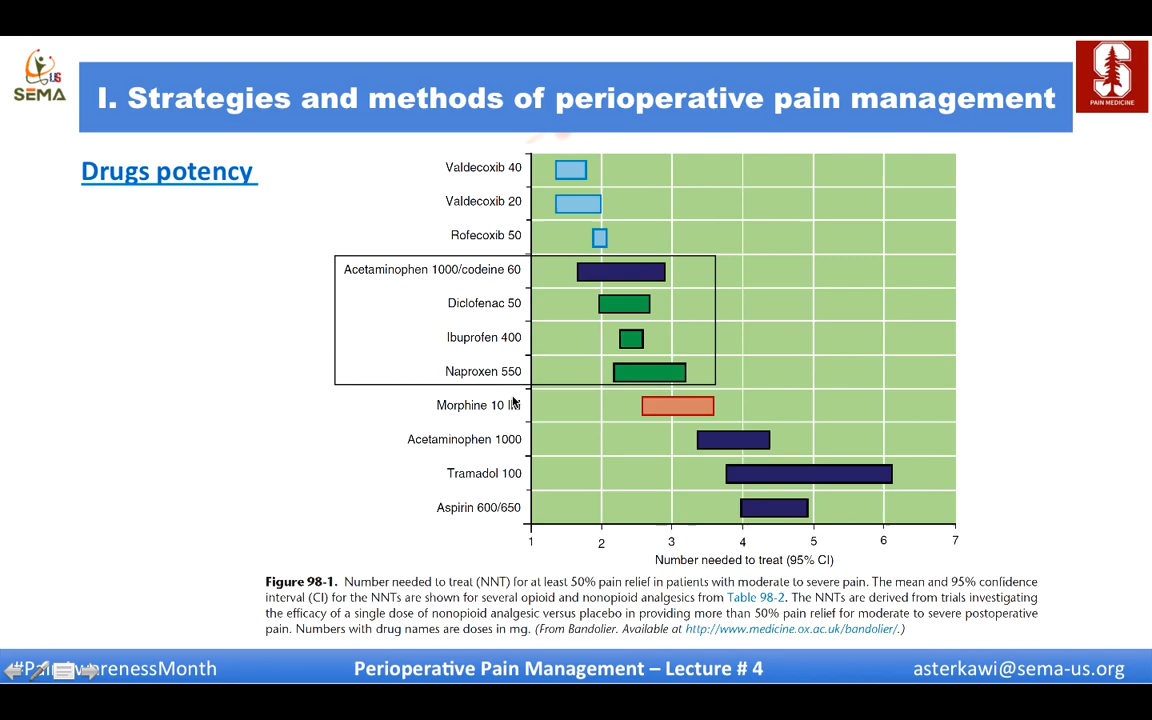 US
SEMA
I. Strategies and methods of perioperative pain management
PAIN MEDICINE
Drugs potency
Valdecoxib 40
Valdecoxib 20
Rofecoxib 50
Acetaminophen 1000/codeine 60
Diclofenac 50
Ibuprofen 400
Naproxen 550
Morphine 10
Acetaminophen 1000
Tramadol 100
Aspirin 600/650
1 2 3 4 5 6 7
Number needed to treat (95% CI)
Figure 98-1. Number needed to treat (NNT) for at least 50% pain relief in patients with moderate to severe pain. The mean and 95% confidence
interval (CI) for the NNTs are shown for several opioid and nonopioid analgesics from Table 98-2. The NNTs are derived from trials investigating
the efficacy of a single dose of nonopioid analgesic versus placebo in providing more than 50% pain relief for moderate to severe postoperative
pain. Numbers with drug names are doses in mg. (From Bandolier. Available at http://www.medicine.ox.ac.uk/bandolier/.)
Perioperative Pain Management – Lecture # 4
asterkawi@sema-us.org